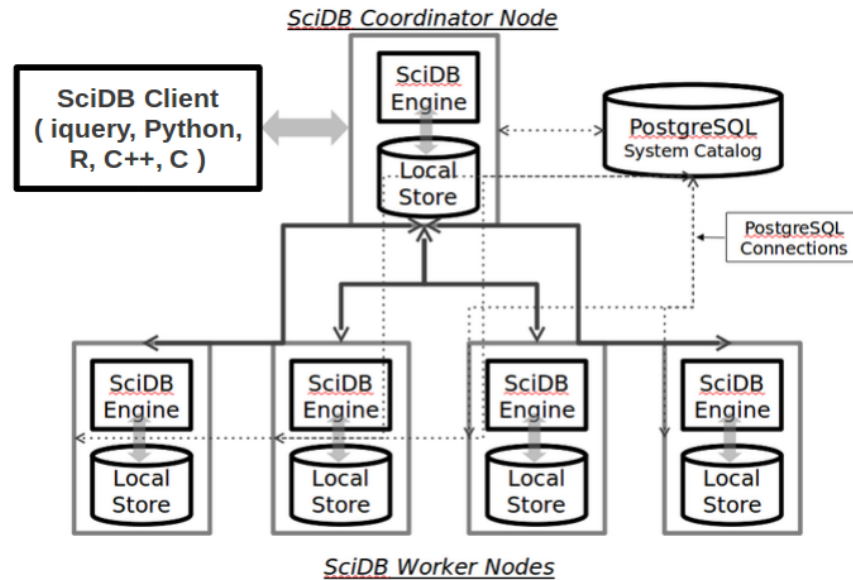 SciDB Coordinator Node
SciDB Client
( iquery, Python,
R, C++, C )
SciDB
Engine
Local
Store
PostgreSQL
System Catalog
PostgreSQL
Connections
SciDB
Engine
Local
Store
SciDB
Engine
Local
Store
SciDB
Engine
Local
Store
SciDB
Engine
Local
Store
SciDB Worker Nodes